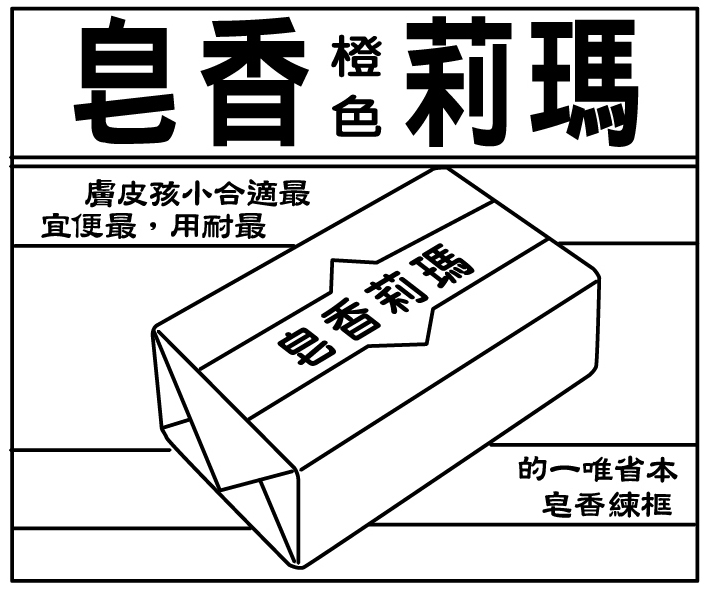 瑪莉橙色香皂
最適合小孩皮膚
最耐用，最便宜
瑪莉香皂
本省唯一的
框練香皂